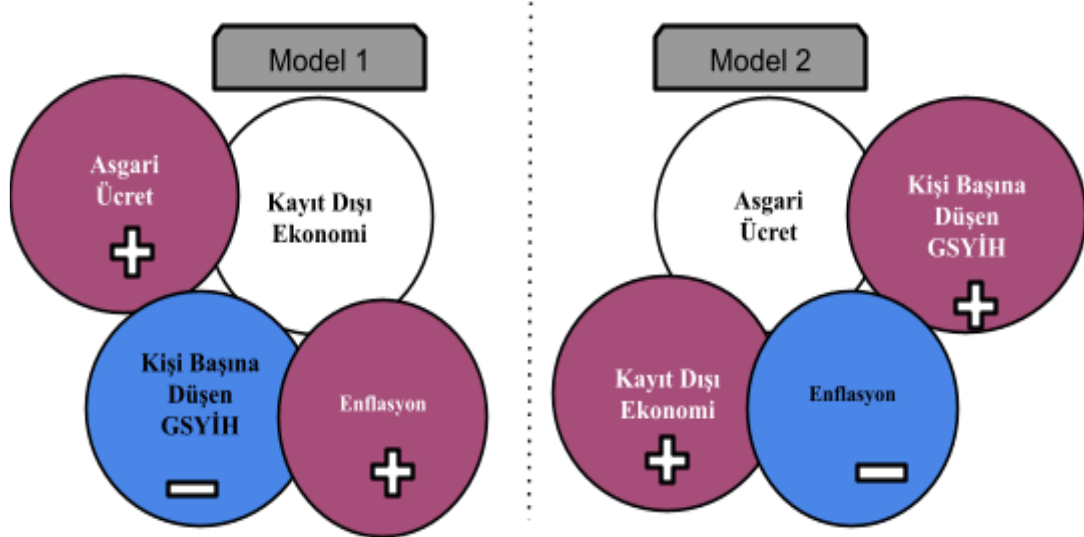 Model 1
Asgari
Ücret
+
Kayıt Dışı
Ekonomi
Kişi Başına
Düşen
GSYİH
−
Enflasyon
+
Model 2
Asgari
Ücret
Kişi Başına
Düşen
GSYİH
+
Kayıt Dışı
Ekonomi
+
Enflasyon
−